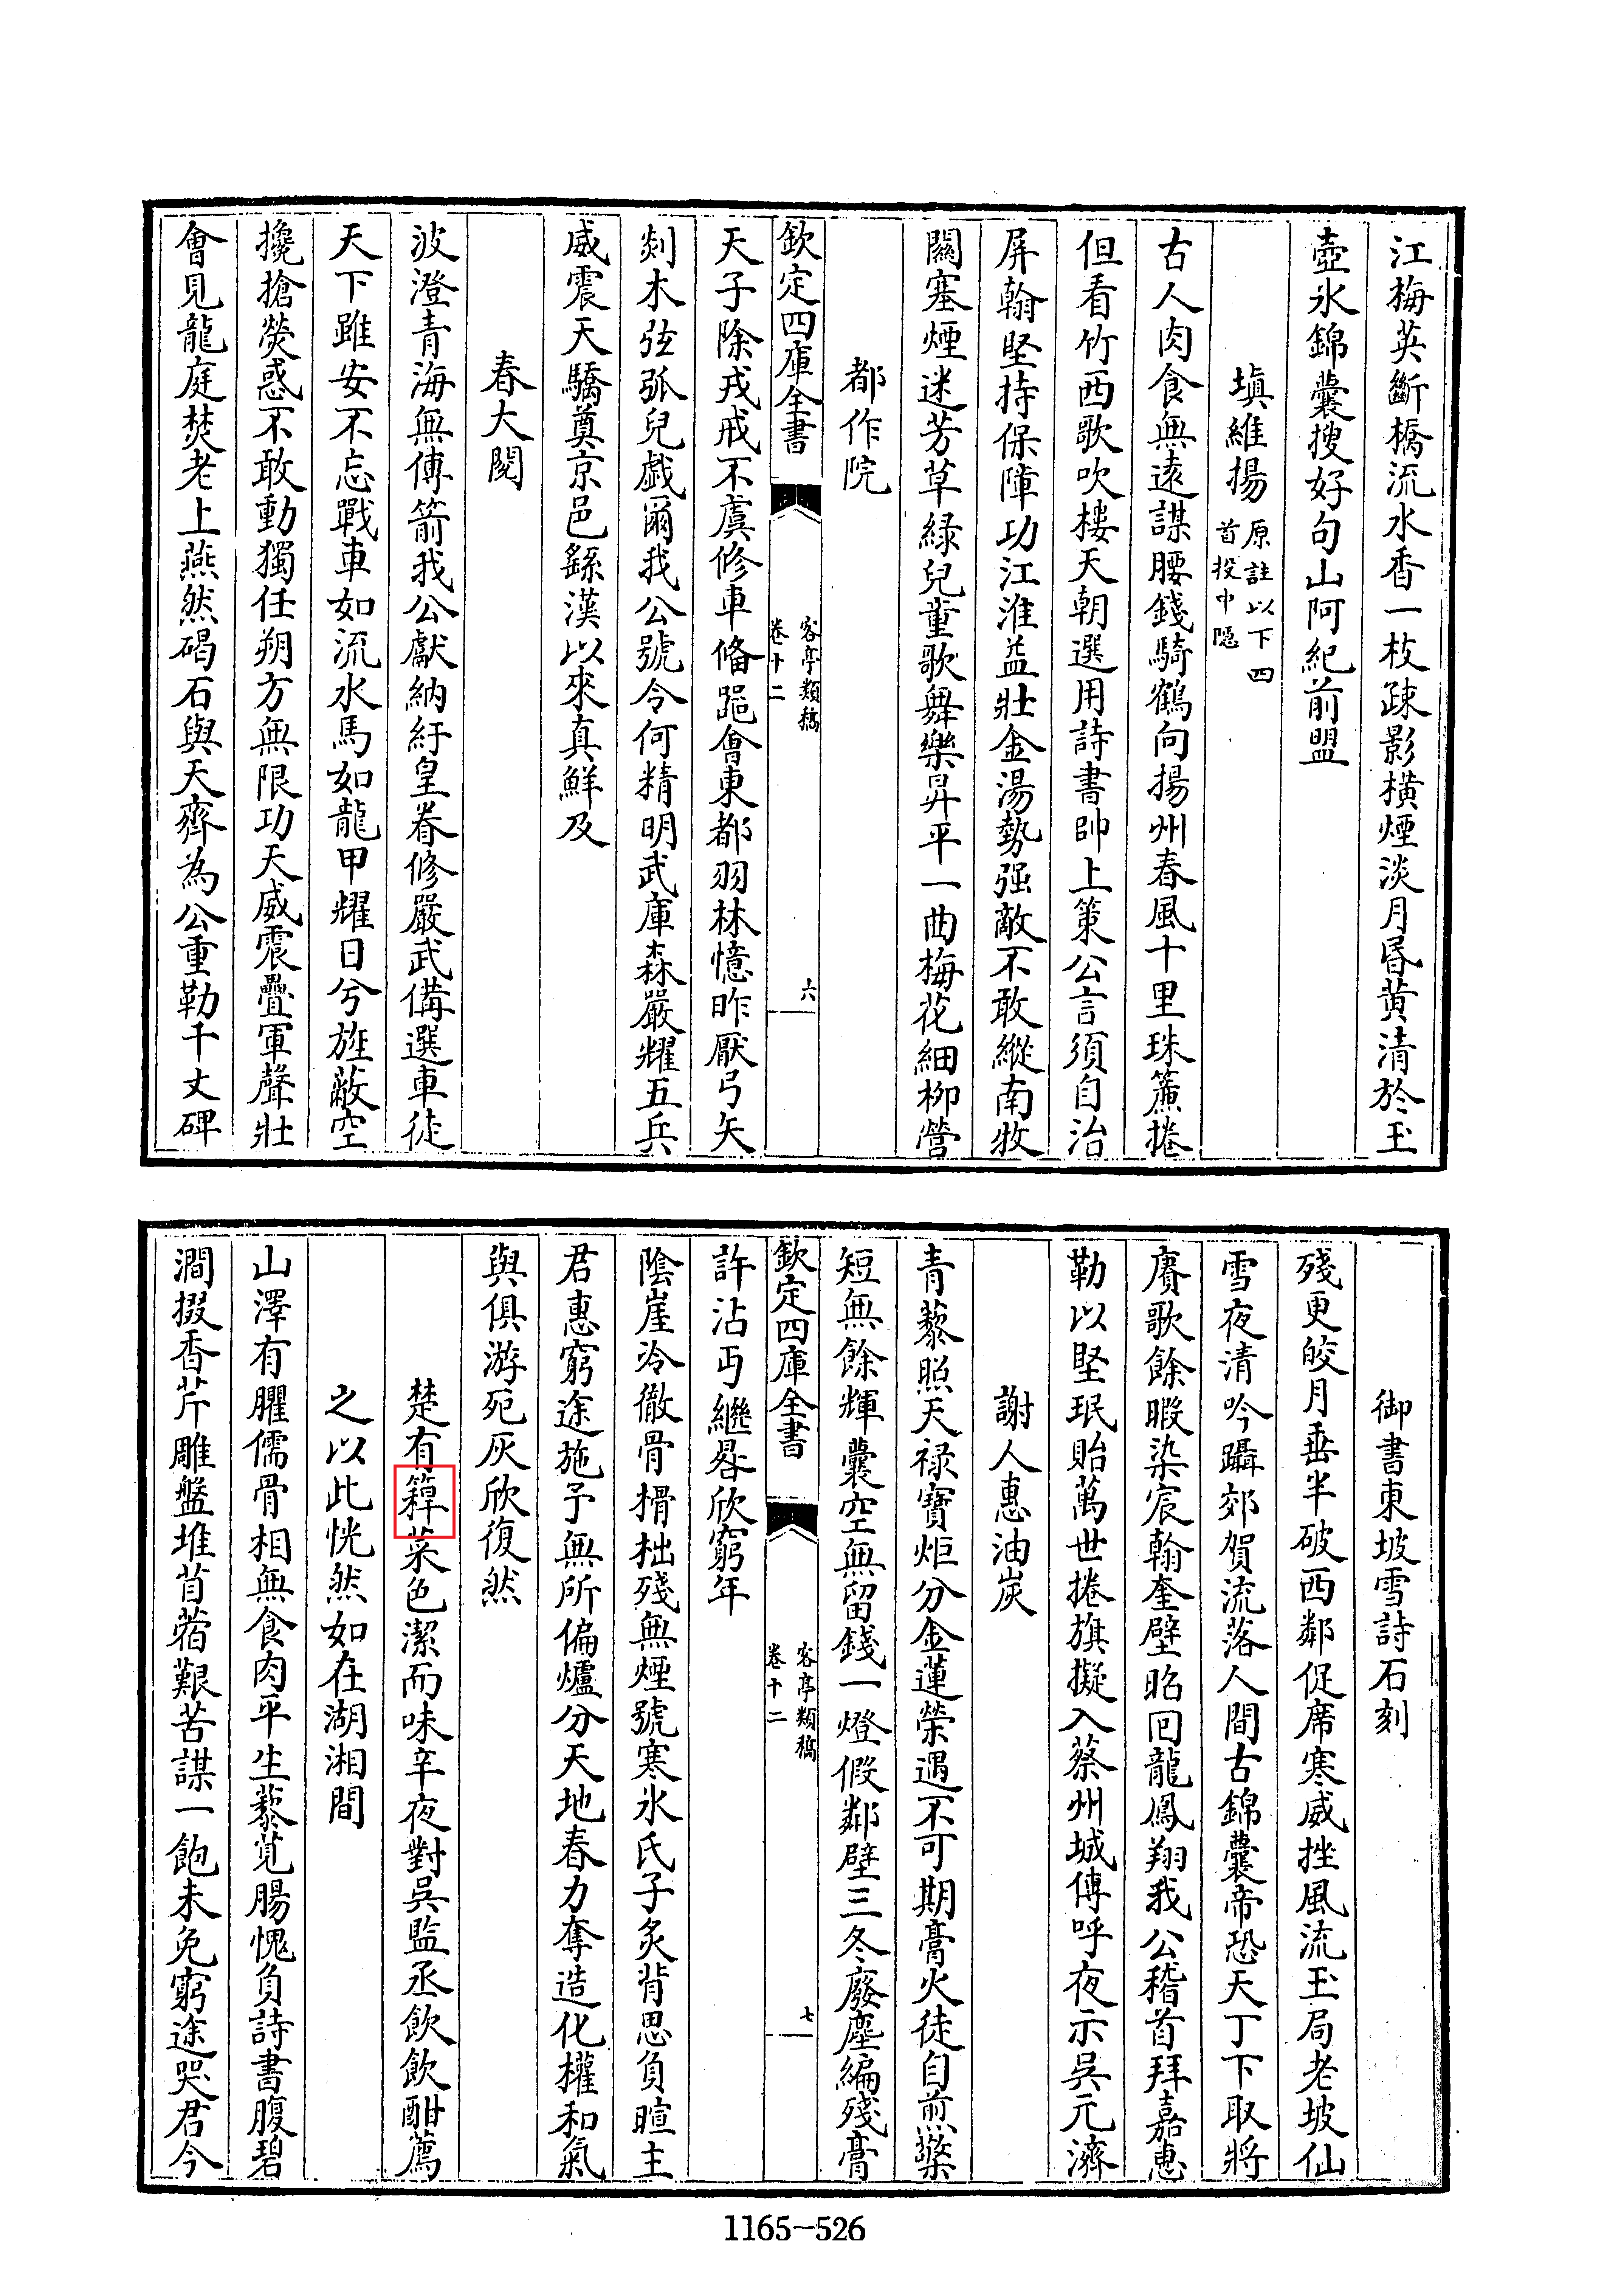 江梅英斷橋流水香一枝疎影橫煙淡月昏黄清於玉
壺氷錦囊搜好句山阿紀前盟
塡維揚原註以下四首投中隠
古人肉食無遠謀腰錢騎鶴向揚州春風十里珠簾捲
但看竹西歌吹樓天朝選用詩書帥上策公言須自治
屏翰堅持保障功江淮益壯金湯勢强敵不敢縱南牧
關塞煙迷芳草緑兒童歌舞樂昇平一曲梅花細栁營
都作院
欽定四庫全書
客亭類稿
卷十二
六
天子除戎戒不虞修車偹噐會東都羽林憶昨厭弓矢
剡木弦弧兒戯爾我公號令何精明武庫森嚴耀五兵
威震天驕奠京邑繇漢以來真鮮及
春大閱
波澄青海無傳箭我公獻納紆皇眷修嚴武備選車徒
天下雖安不忘戰車如流水馬如龍甲耀日兮旌蔽空
攙搶熒惑不敢動獨任朔方無限功天威震疊軍聲壯
會見龍庭焚老上燕然碣石與天齊為公重勒千丈碑
御書東坡雪詩石刻
殘更皎月垂半破西鄰促席寒威挫風流玉局老坡仙
雪夜清吟躡郊賀流落人間古錦囊帝恐天丁下取將
賡歌餘暇染宸翰奎壁昭囘龍鳳翔我公稽首拜嘉惠
勒以堅珉貽萬世捲旗擬入蔡州城傳呼夜示吳元濟
謝人惠油炭
青藜照天禄寶炬分金蓮榮遇不可期膏火徒自煎檠
短無餘輝囊空無留錢一燈假鄰壁三冬廢塵編殘膏
欽定四庫全書
客亭類稿
卷十二
七
許沾丐繼晷欣窮年
陰崖冷徹骨榾柮殘無煙號寒氷氏子炙背思負暄主
君惠窮途施予無所偏爐分天地春力奪造化權和氣
與俱游死灰欣復然
楚有䔬菜色潔而味辛夜對吳監丞飲飲酣薦
之以此恍然如在湖湘間
山澤有臞儒骨相無食肉平生藜莧腸愧負詩書腹碧
澗掇香芹雕盤堆苜蓿艱苦謀一飽未免窮途哭君今
1165-526